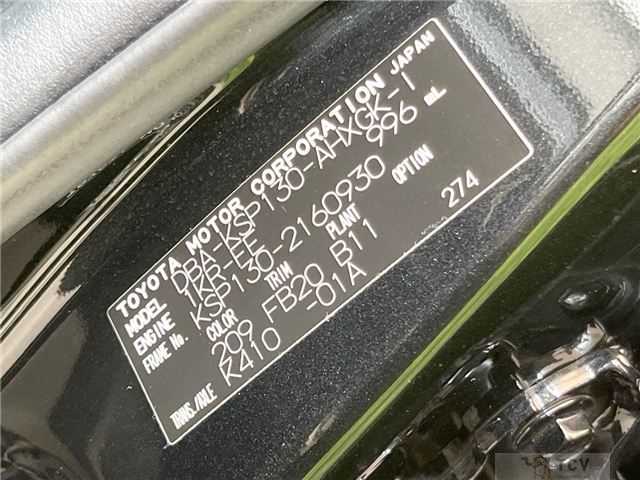 TOYOTA MOTOR CORPORATION JAPAN
MODEL DBA-KSP130-AHXGK-I
ENGINE 1KR-FE 996 mL
FRAME No. KSP130-2160930
COLOR TRIM PLANT OPTION
209 FB20 B11 274
TRANS./AXLE K410 -01A
TCV